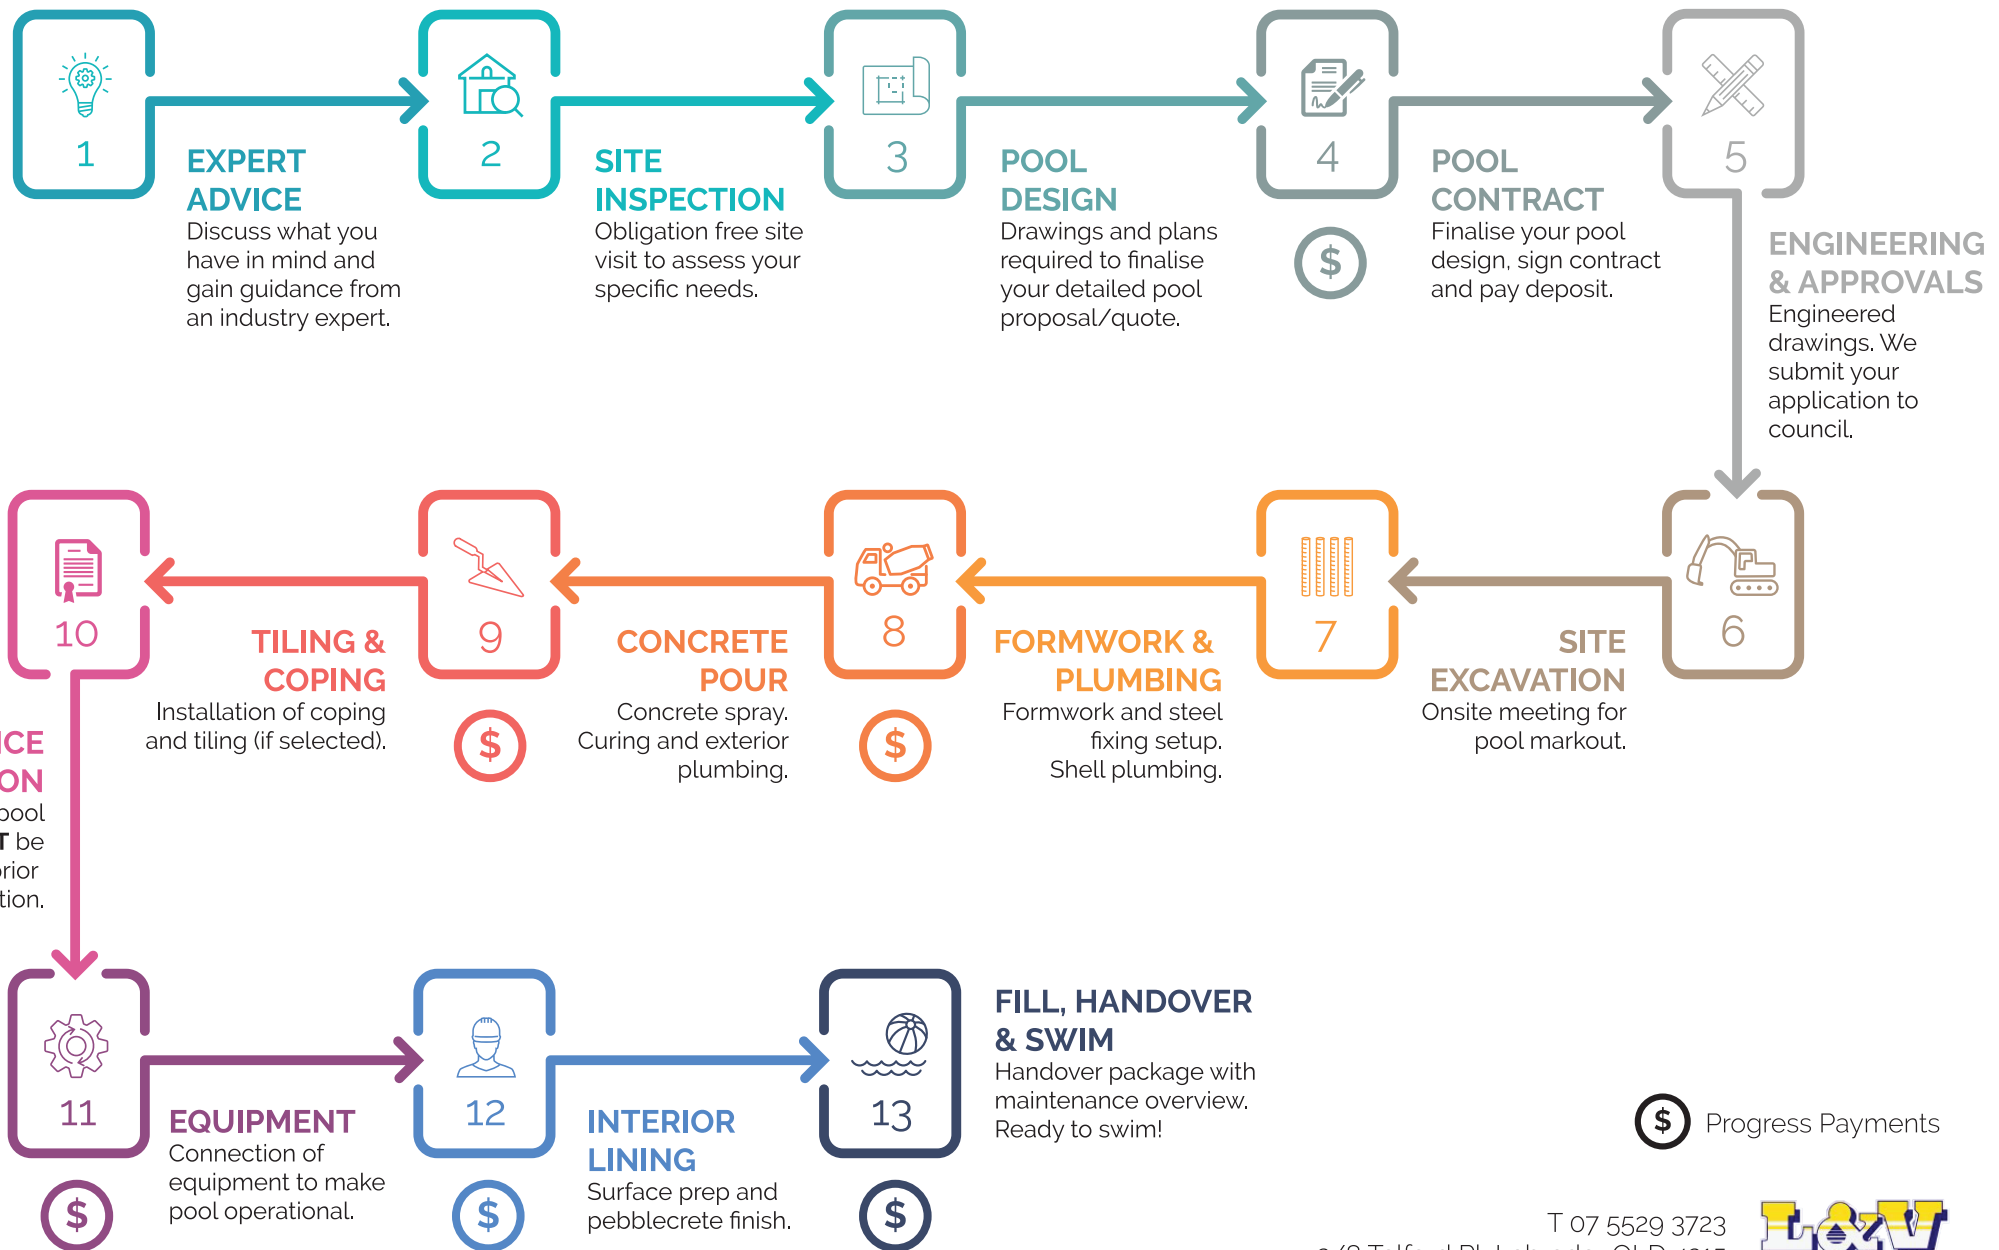 1
EXPERT
ADVICE
Discuss what you
have in mind and
gain guidance from
an industry expert.
2
SITE
INSPECTION
Obligation free site
visit to assess your
specific needs.
3
POOL
DESIGN
Drawings and plans
required to finalise
your detailed pool
proposal/quote.
4
$
POOL
CONTRACT
Finalise your pool
design, sign contract
and pay deposit.
5
ENGINEERING
& APPROVALS
Engineered
drawings. We
submit your
application to
council.
6
SITE
EXCAVATION
Onsite meeting for
pool markout.
7
FORMWORK &
PLUMBING
Formwork and steel
fixing setup.
Shell plumbing.
8
$
CONCRETE
POUR
Concrete spray.
Curing and exterior
plumbing.
9
$
TILING &
COPING
Installation of coping
and tiling (if selected).
10
pool
be
prior
11
$
EQUIPMENT
Connection of
equipment to make
pool operational.
12
$
INTERIOR
LINING
Surface prep and
pebblecrete finish.
13
$
FILL, HANDOVER
& SWIM
Handover package with
maintenance overview.
Ready to swim!
$ Progress Payments
T 07 5529 3723
L&V